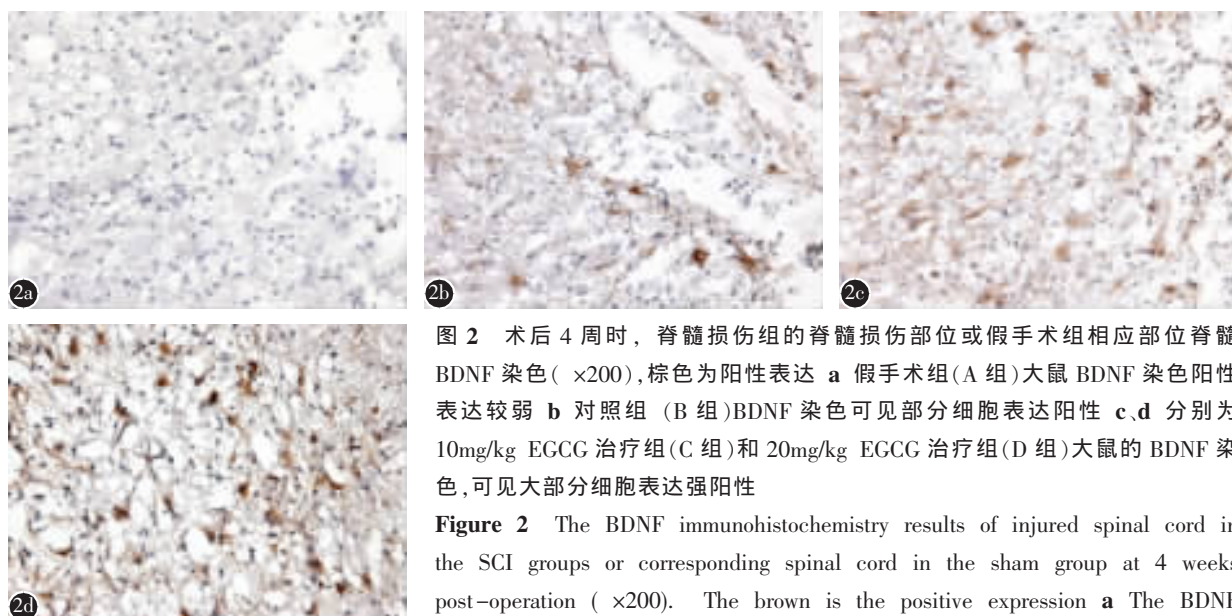 2a
2b
2c
2d
图 2 术后 4 周时，脊髓损伤组的脊髓损伤部位或假手术组相应部位脊髓
BDNF 染色( ×200),棕色为阳性表达 a 假手术组(A 组)大鼠 BDNF 染色阳性
表达较弱 b 对照组 (B 组)BDNF 染色可见部分细胞表达阳性 c、d 分别为
10mg/kg EGCG 治疗组(C 组)和 20mg/kg EGCG 治疗组(D 组)大鼠的 BDNF 染
色,可见大部分细胞表达强阳性
Figure 2 The BDNF immunohistochemistry results of injured spinal cord in
the SCI groups or corresponding spinal cord in the sham group at 4 weeks
post-operation ( ×200). The brown is the positive expression a The BDNF